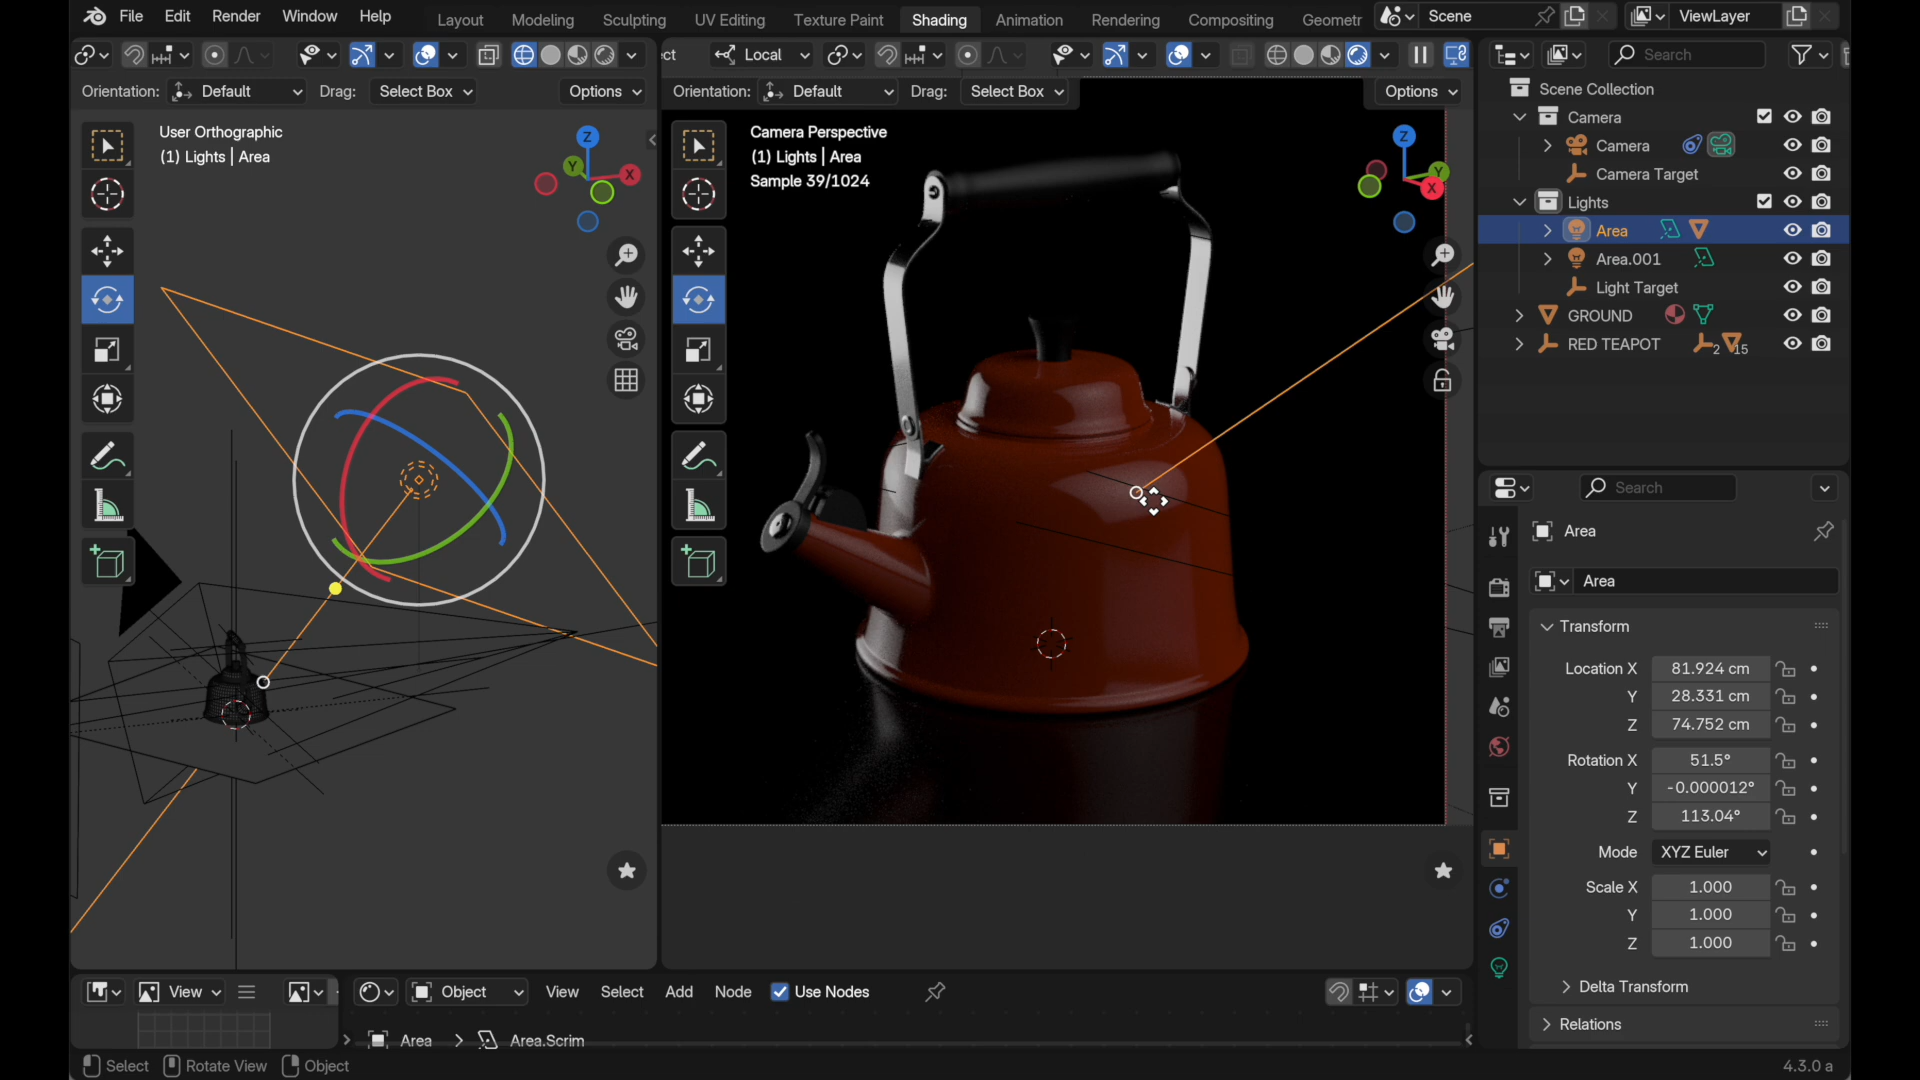 File Edit Render Window Help Layout Modeling Sculpting UV Editing Texture Paint Shading Animation Rendering Compositing Geometr Scene ViewLayer
ect Local Search
Orientation: Default Drag: Select Box Options Orientation: Default Drag: Select Box Options
User Orthographic
(1) Lights | Area
Z
Y
X
Camera Perspective
(1) Lights | Area
Sample 39/1024
Z
Y
X
Scene Collection
Camera
Camera
Camera Target
Lights
Area
Area.001
Light Target
GROUND
RED TEAPOT 2 15
Search
Area
Area
Transform
Location X 81.924 cm
Y 28.331 cm
Z 74.752 cm
Rotation X 51.5°
Y -0.000012°
Z 113.04°
Mode XYZ Euler
Scale X 1.000
Y 1.000
Z 1.000
Delta Transform
Relations
View Object View Select Add Node Use Nodes
Area Area.Scrim
Select Rotate View Object 4.3.0 a